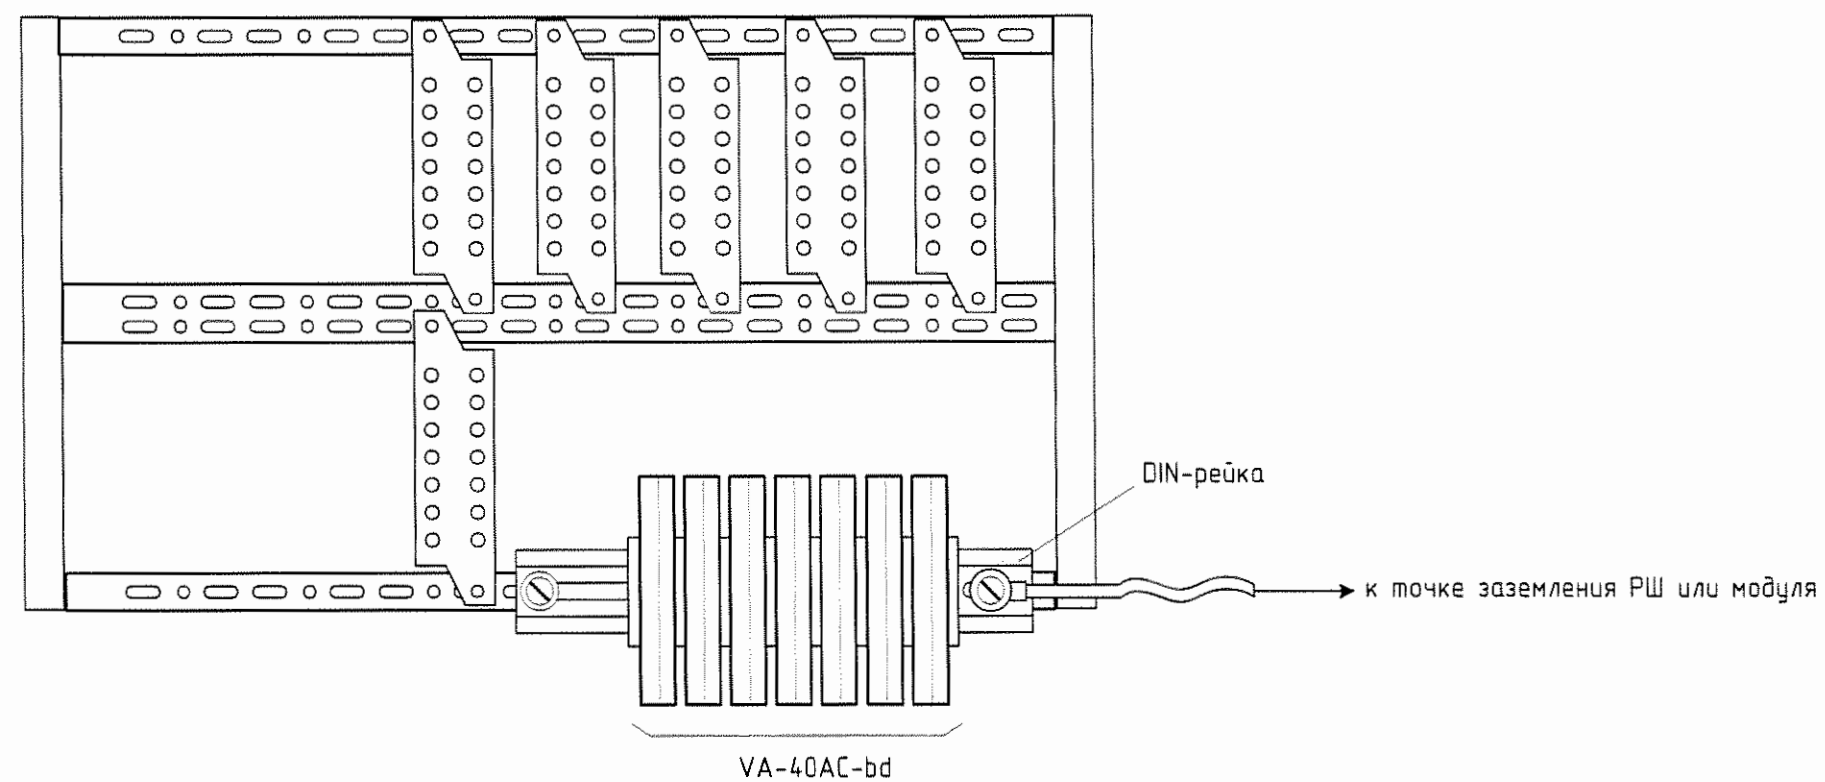 DIN-рейка
к точке заземления РШ или модуля
VA-40AC-bd